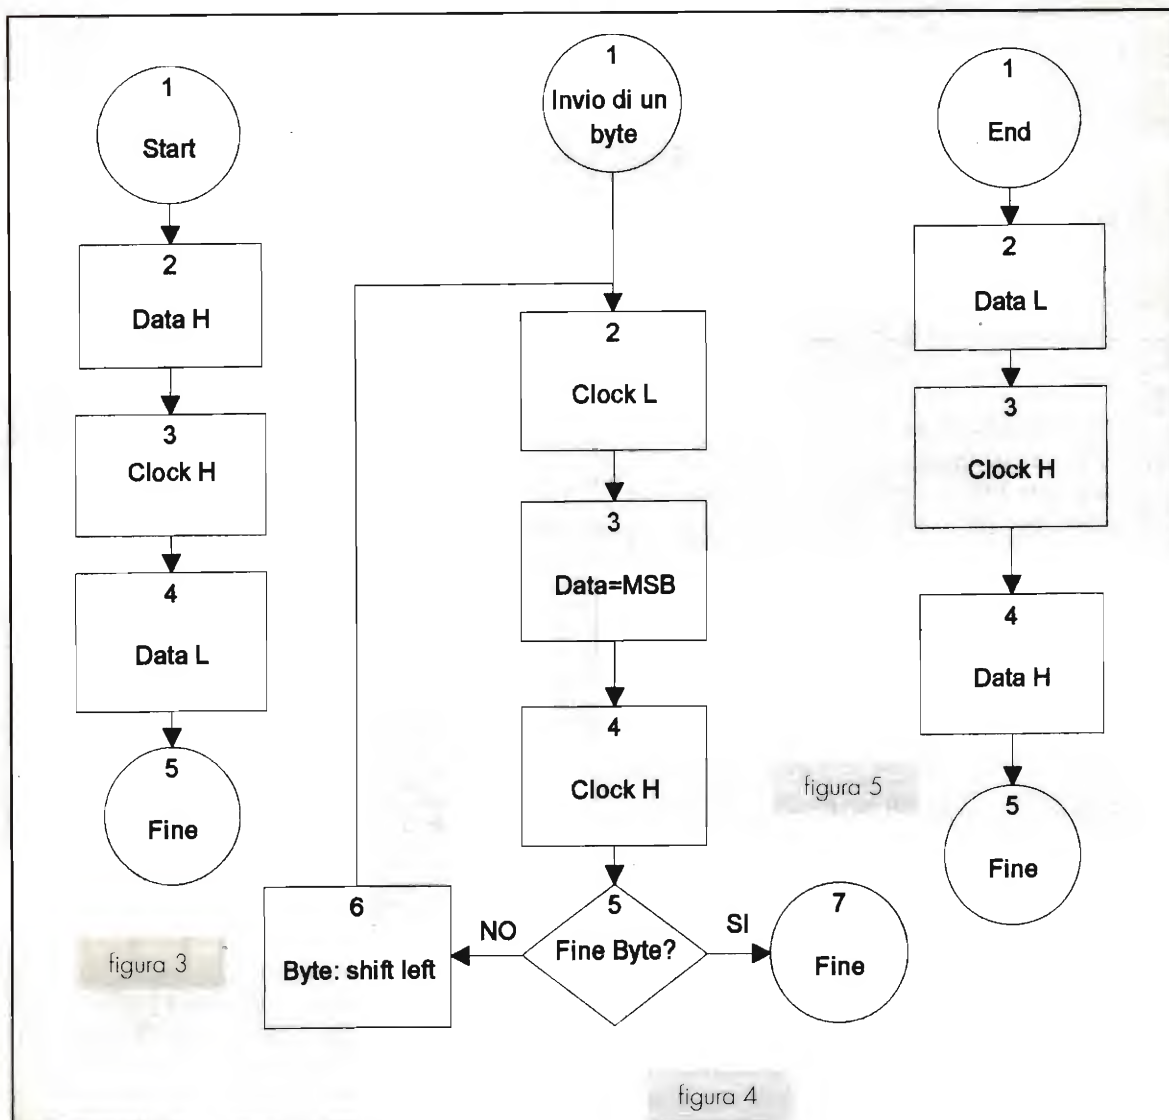 1
Start
2
Data H
3
Clock H
4
Data L
5
Fine
figura 3
1
Invio di un
byte
2
Clock L
3
Data=MSB
4
Clock H
5
Fine Byte?
NO
SI
6
Byte: shift left
7
Fine
figura 4
1
End
2
Data L
3
Clock H
4
Data H
5
Fine
figura 5